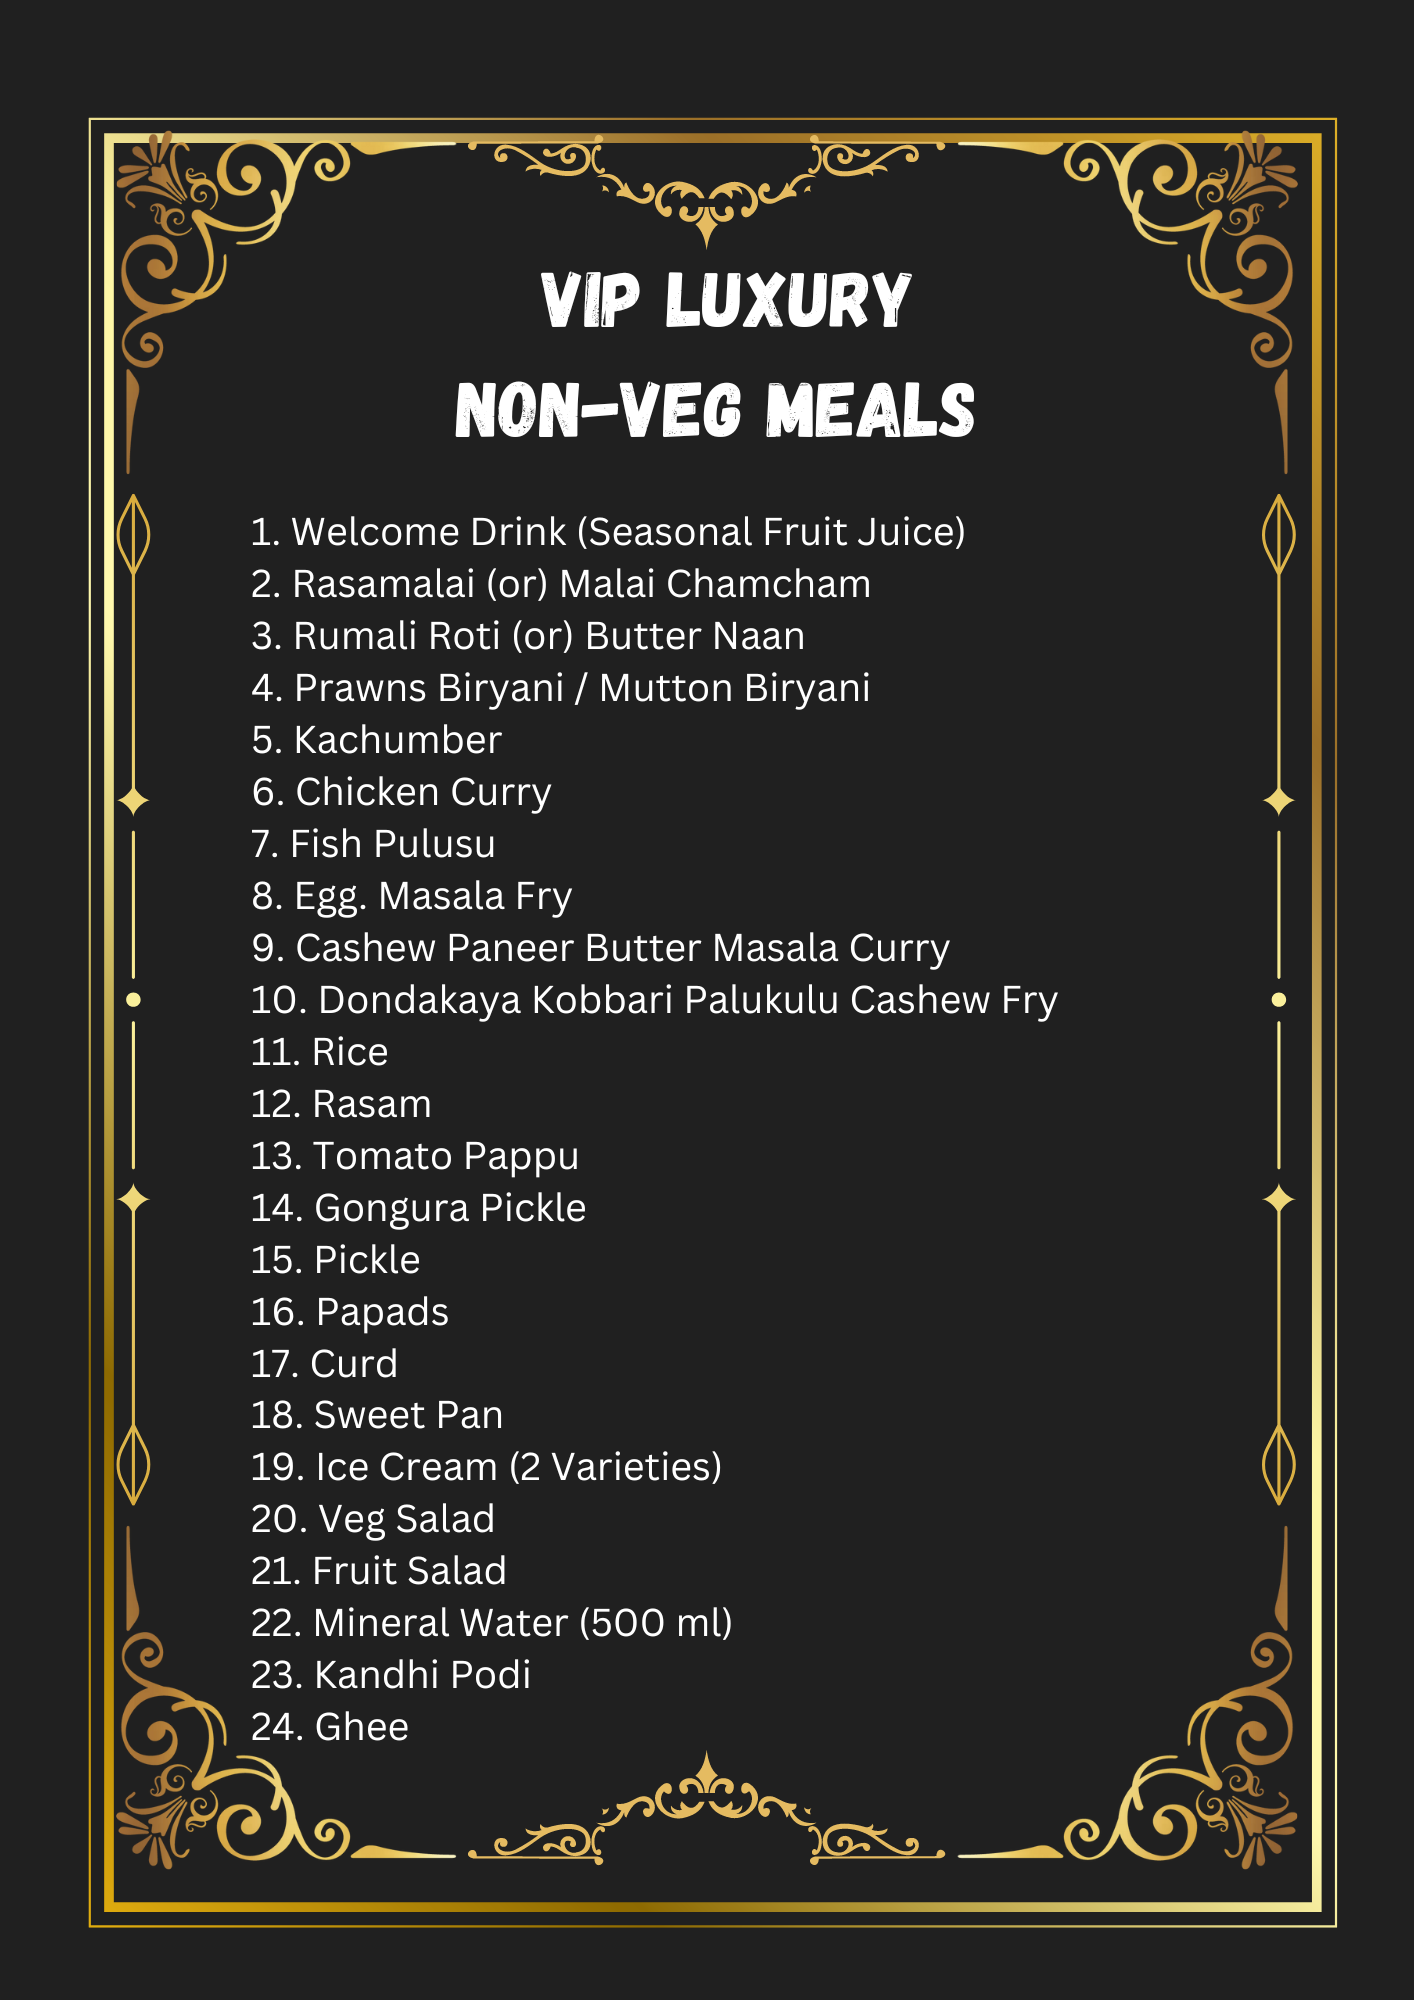 VIP LUXURY
NON-VEG MEALS
1. Welcome Drink (Seasonal Fruit Juice)
2. Rasamalai (or) Malai Chamcham
3. Rumali Roti (or) Butter Naan
4. Prawns Biryani / Mutton Biryani
5. Kachumber
6. Chicken Curry
7. Fish Pulusu
8. Egg. Masala Fry
9. Cashew Paneer Butter Masala Curry
10. Dondakaya Kobbari Palukulu Cashew Fry
11. Rice
12. Rasam
13. Tomato Pappu
14. Gongura Pickle
15. Pickle
16. Papads
17. Curd
18. Sweet Pan
19. Ice Cream (2 Varieties)
20. Veg Salad
21. Fruit Salad
22. Mineral Water (500 ml)
23. Kandhi Podi
24. Ghee